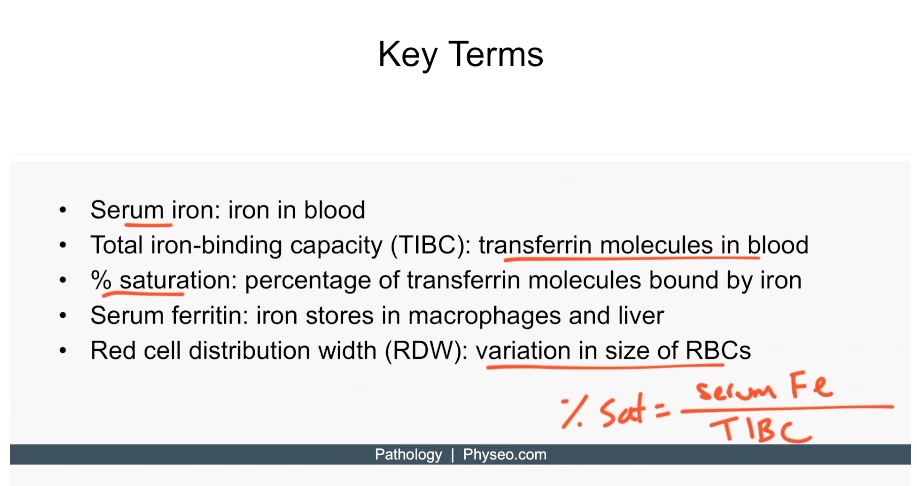 Key Terms
• Serum iron: iron in blood
• Total iron-binding capacity (TIBC): transferrin molecules in blood
• % saturation: percentage of transferrin molecules bound by iron
• Serum ferritin: iron stores in macrophages and liver
• Red cell distribution width (RDW): variation in size of RBCs
% Sat = serum Fe
TIBC
Pathology | Physeo.com